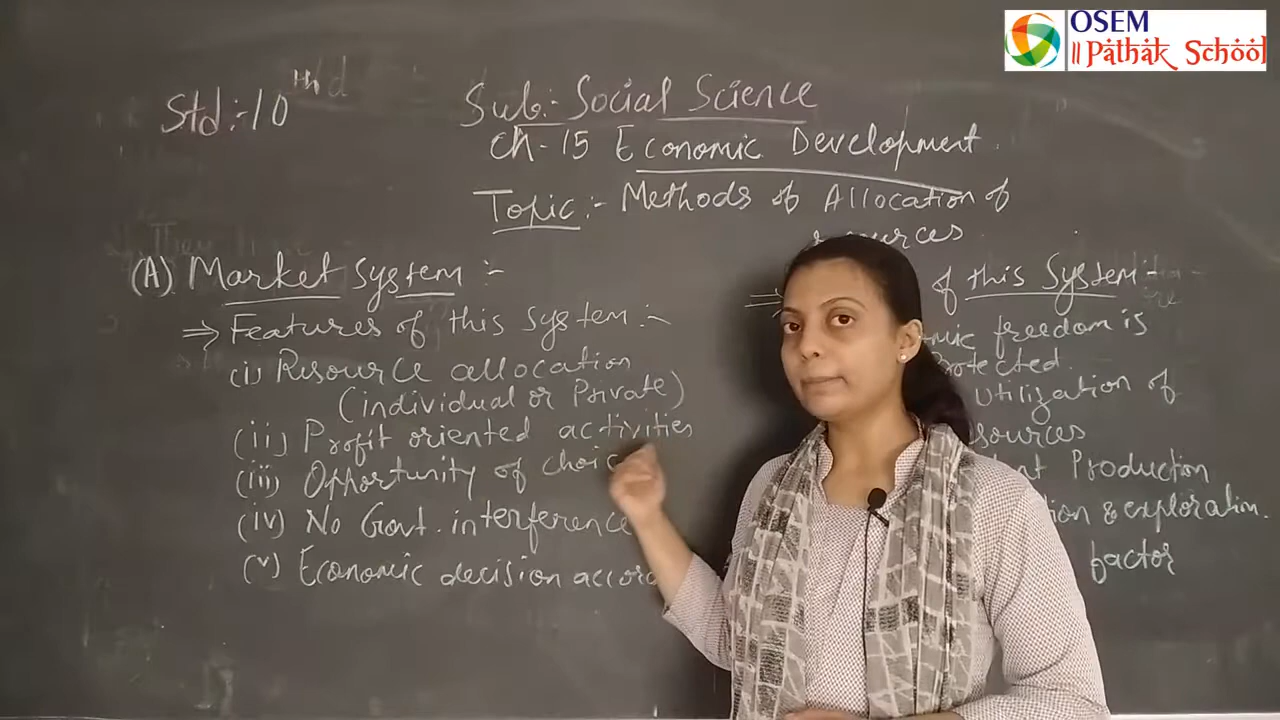 OSEM
|| Pathak School
Std:-10th
Sub:- Social Science
Ch-15 Economic Development
Topic:- Methods of Allocation of
(A) Market System:-
⇒ Features of this system:-
(i) Resource allocation
(individual or Private)
(ii) Profit oriented activities
(iii) Opportunity of
(iv) No Govt. interference
(v) Economic decision
of this System:-
freedom is
Utilization of
Production
& exploration.
factor